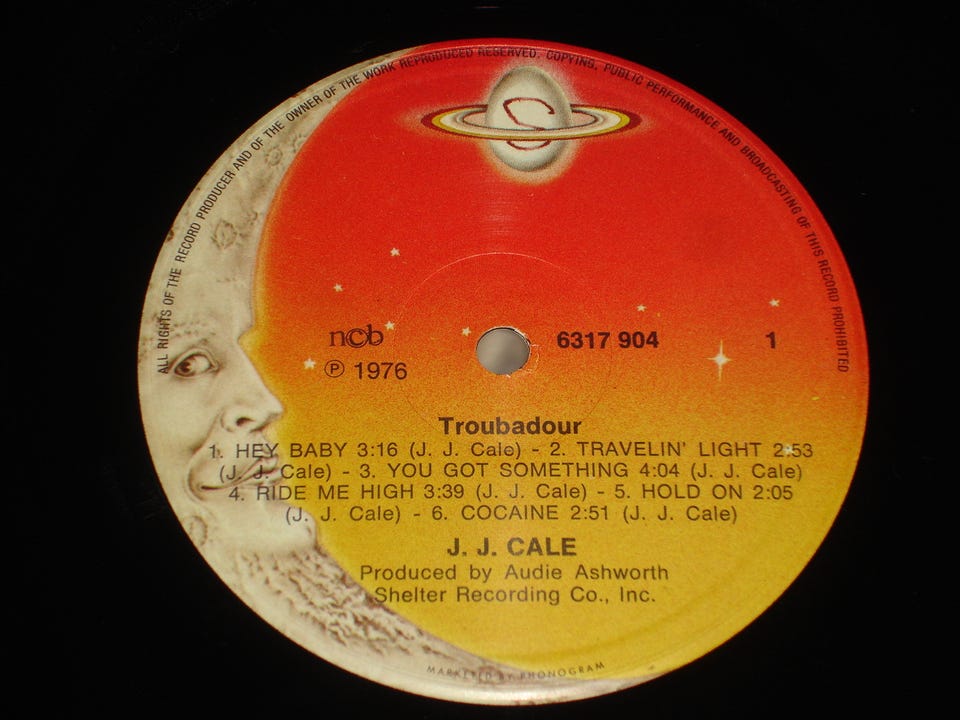 ALL RIGHTS OF THE RECORD PRODUCER AND OF THE OWNER OF THE WORK REPRODUCED RESERVED. COPYING, PUBLIC PERFORMANCE AND BROADCASTING OF THIS RECORD PROHIBITED
S
ncb 6317 904 1
Ⓟ 1976
Troubadour
1. HEY BABY 3:16 (J. J. Cale) - 2. TRAVELIN' LIGHT 2:53
(J. J. Cale) - 3. YOU GOT SOMETHING 4:04 (J. J. Cale)
4. RIDE ME HIGH 3:39 (J. J. Cale) - 5. HOLD ON 2:05
(J. J. Cale) - 6. COCAINE 2:51 (J. J. Cale)
J. J. CALE
Produced by Audie Ashworth
Shelter Recording Co., Inc.
MARKETED BY PHONOGRAM